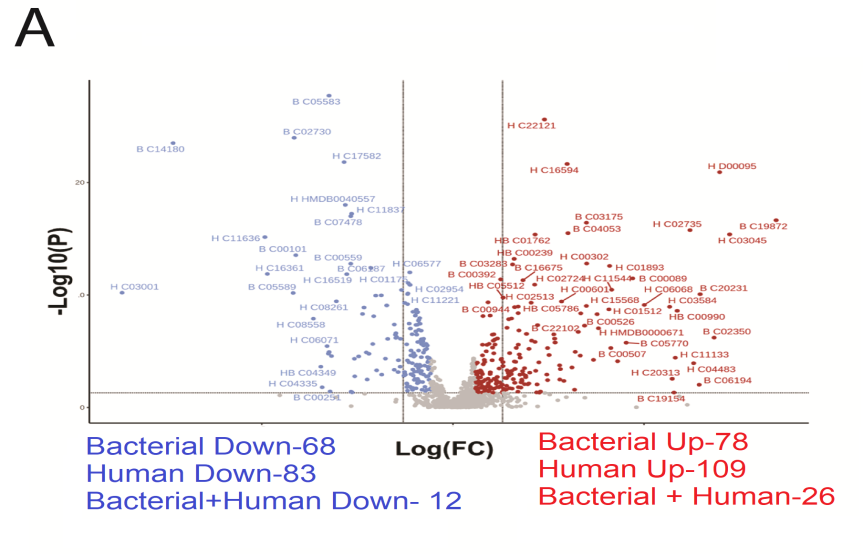 A
B C05583
B C02730
B C14180
H C17582
H C22121
H C16594
H D00095
20
H HMDB0040557
H C11837
B C07478
B C03175
B C04053
H C02735
B C19872
H C03045
H C11636
HB C01762
B C00101
HB C00239
B C00559
B C03283
H C00302
H C16361
B C06187
H C06577
B C00392
B C16675
H C01893
H C16519
H C02724
H C11544
B C00089
H C03001
B C05589
H C02954
HB C05512
H C00601
H C06068
B C20231
H C11221
H C02513
H C15568
H C03584
H C08261
B C00944
HB C05786
H C01512
HB C00990
H C08558
B C22102
B C00526
H HMDB0000671
B C02350
H C06071
B C05770
B C00507
H C11133
HB C04349
H C20313
H C04483
H C04335
B C06194
B C00251
B C19154
0
-Log10(P)
Log(FC)
Bacterial Down-68
Human Down-83
Bacterial+Human Down- 12
Bacterial Up-78
Human Up-109
Bacterial + Human-26